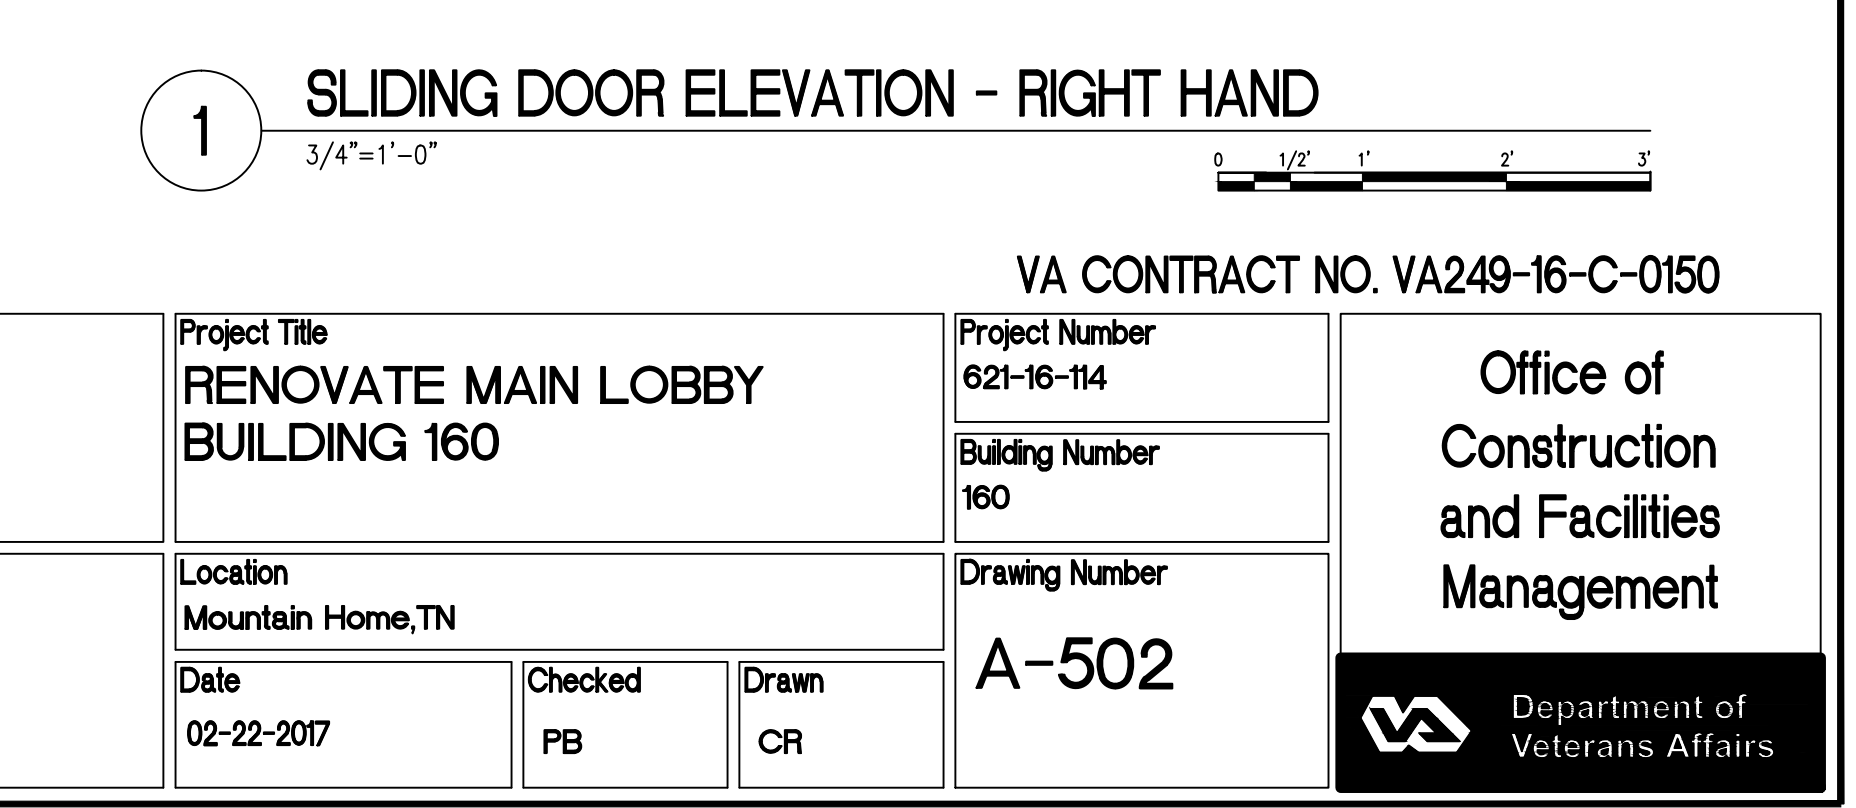 1
SLIDING DOOR ELEVATION - RIGHT HAND
3/4"=1'-0"
0 1/2' 1' 2' 3'
VA CONTRACT NO. VA249-16-C-0150
Project Title
RENOVATE MAIN LOBBY
BUILDING 160
Project Number
621-16-114
Building Number
160
Location
Mountain Home,TN
Date
02-22-2017
Checked
PB
Drawn
CR
Drawing Number
A-502
Office of
Construction
and Facilities
Management
VA
Department of
Veterans Affairs